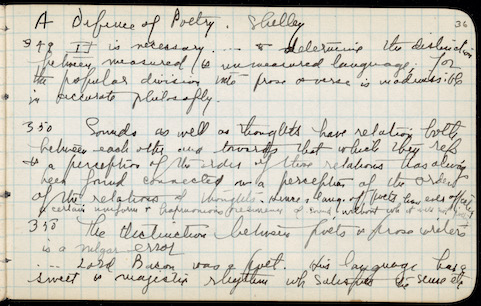 A Defence of Poetry. Shelley
36
349 [I] is necessary ... to determine the distinction
between measured & unmeasured language; for
the popular division into prose & verse is inadmissible
in accurate philosophy.
350 Sounds as well as thoughts have relation both
between each other and towards that which they rep
& a perception of the order of those relations has always
been found connected w a perception of the order
of the relations of thoughts. Hence lang. of poets has ever affected
a certain uniform & harmonious recurrence of sound without wh it were not
350 The distinction between poets & prose writers
is a vulgar error
... Lord Bacon was a poet. His language has a
sweet & majestic rhythm wh satisfies the sense etc